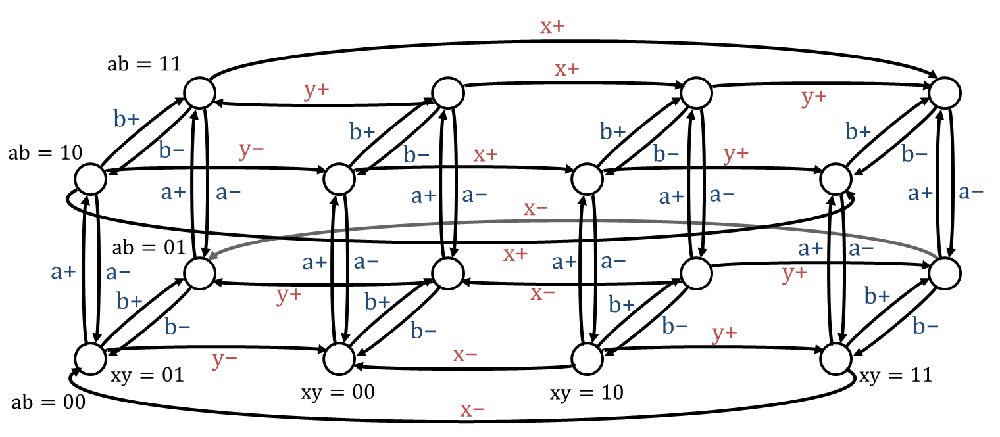 x+
ab = 11
x+
y+
y+
b+
b+
b+
b+
ab = 10
b−
y−
b−
x+
b−
y+
b−
a+
a−
a+
a−
a+
a−
a+
a−
x−
ab = 01
x+
a+
a−
a+
a−
a+
a−
a+
a−
y+
x−
y+
b+
b+
b+
b+
b−
b−
b−
b−
y−
x−
y+
xy = 01
xy = 00
xy = 10
xy = 11
ab = 00
x−